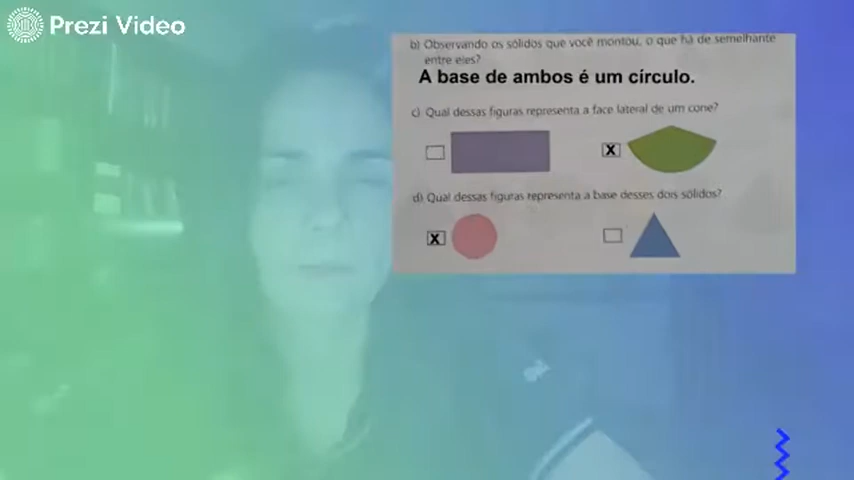 Prezi Video
b) Observando os sólidos que você montou, o que há de semelhante
entre eles?
A base de ambos é um círculo.
c) Qual dessas figuras representa a face lateral de um cone?
X
d) Qual dessas figuras representa a base desses dois sólidos?
X